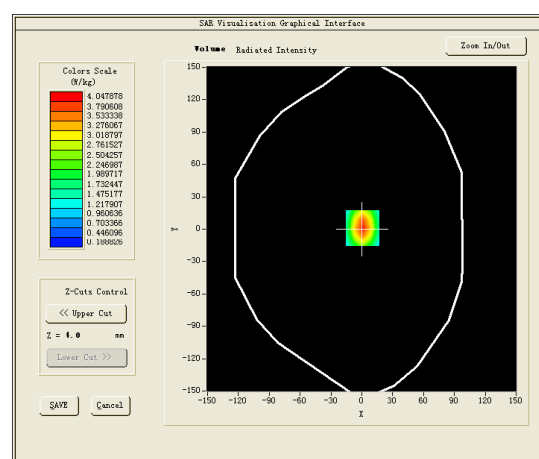 SAR Visualisation Graphical Interface
Volume Radiated Intensity
Zoom In/Out
Colors Scale
(W/kg)
4.047878
3.790608
3.533338
3.276067
3.018797
2.761527
2.504257
2.246987
1.989717
1.732447
1.475177
1.217907
0.960636
0.703366
0.446096
0.188826
Z-Cuts Control
<< Upper Cut
Z = 4.0 mm
Lower Cut >>
SAVE Cancel
150
120
90
60
30
0
-30
-60
-90
-120
-150
Y
-150 -120 -90 -60 -30 0 30 60 90 120 150
X